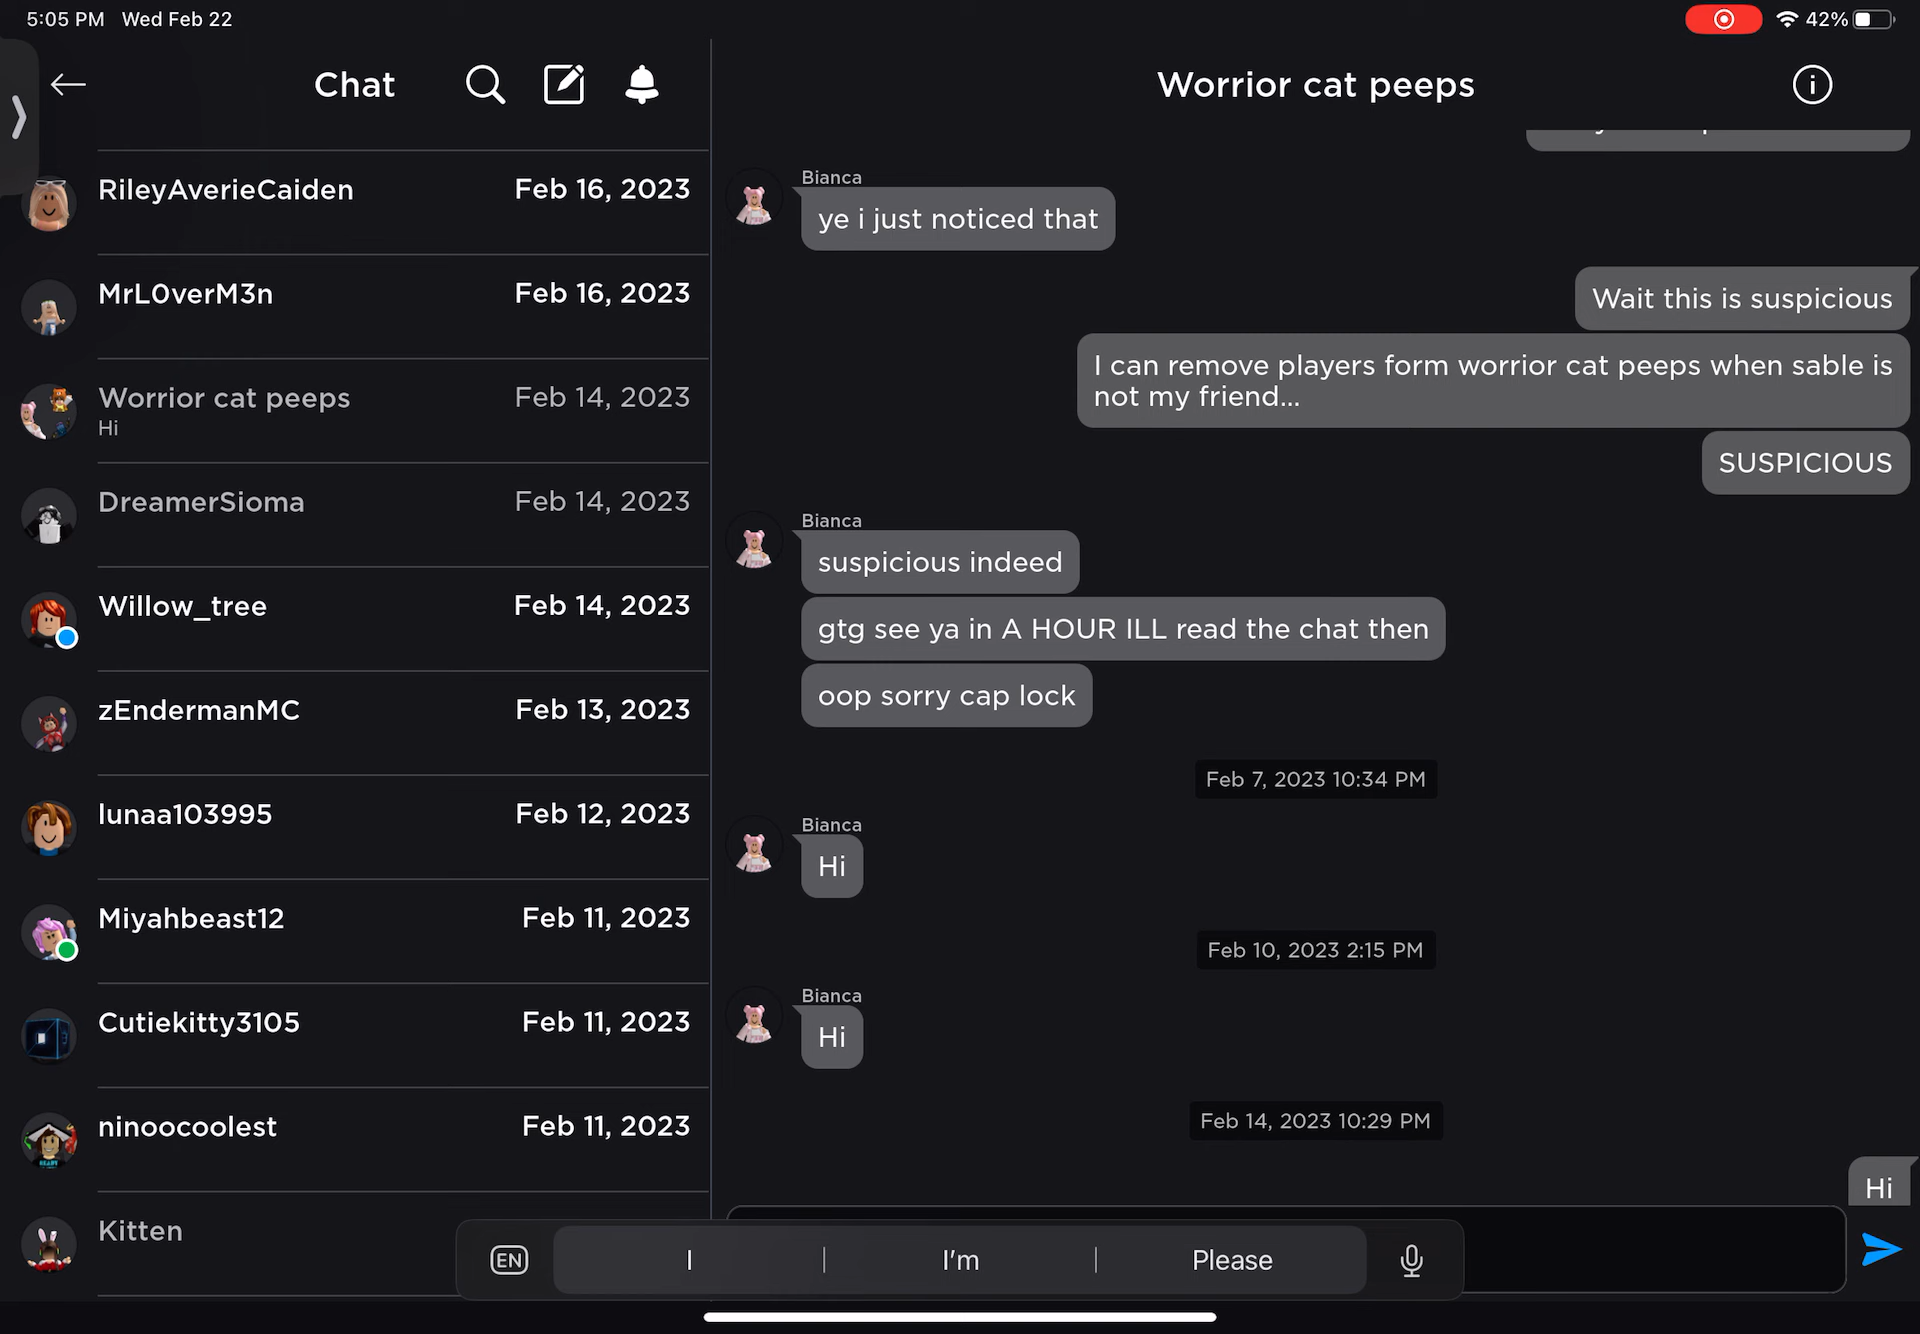 5:05 PM Wed Feb 22
42%
Chat
RileyAverieCaiden Feb 16, 2023
MrL0verM3n Feb 16, 2023
Worrior cat peeps Feb 14, 2023
Hi
DreamerSioma Feb 14, 2023
Willow_tree Feb 14, 2023
zEndermanMC Feb 13, 2023
lunaa103995 Feb 12, 2023
Miyahbeast12 Feb 11, 2023
Cutiekitty3105 Feb 11, 2023
ninoocoolest Feb 11, 2023
Kitten
Worrior cat peeps
Bianca
ye i just noticed that
Wait this is suspicious
I can remove players form worrior cat peeps when sable is
not my friend...
SUSPICIOUS
Bianca
suspicious indeed
gtg see ya in A HOUR ILL read the chat then
oop sorry cap lock
Feb 7, 2023 10:34 PM
Bianca
Hi
Feb 10, 2023 2:15 PM
Bianca
Hi
Feb 14, 2023 10:29 PM
Hi
EN I I'm Please